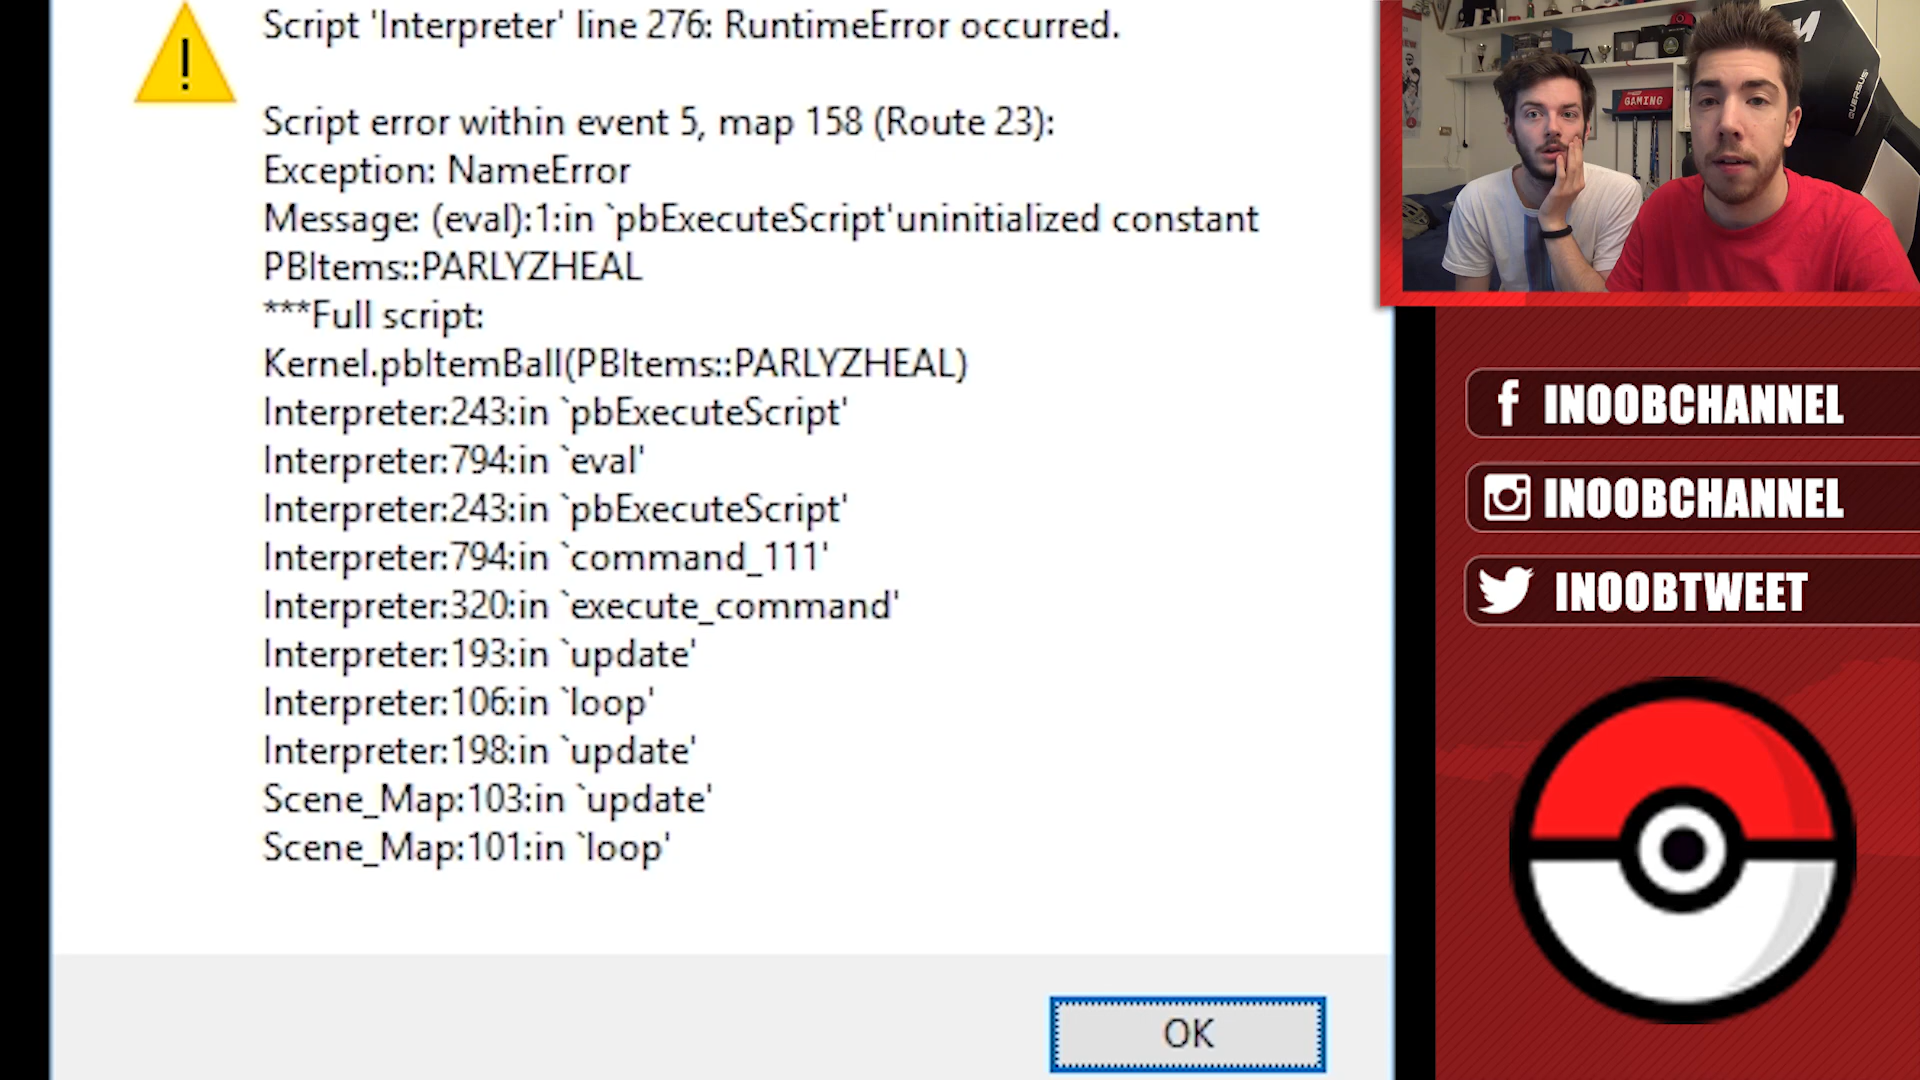 Script 'Interpreter' line 276: RuntimeError occurred.
Script error within event 5, map 158 (Route 23):
Exception: NameError
Message: (eval):1:in `pbExecuteScript'uninitialized constant
PBItems::PARLYZHEAL
***Full script:
Kernel.pbItemBall(PBItems::PARLYZHEAL)
Interpreter:243:in `pbExecuteScript'
Interpreter:794:in `eval'
Interpreter:243:in `pbExecuteScript'
Interpreter:794:in `command_111'
Interpreter:320:in `execute_command'
Interpreter:193:in `update'
Interpreter:106:in `loop'
Interpreter:198:in `update'
Scene_Map:103:in `update'
Scene_Map:101:in `loop'
OK
GAMING
QUERSUS
INOOBCHANNEL
INOOBCHANNEL
INOOBTWEET